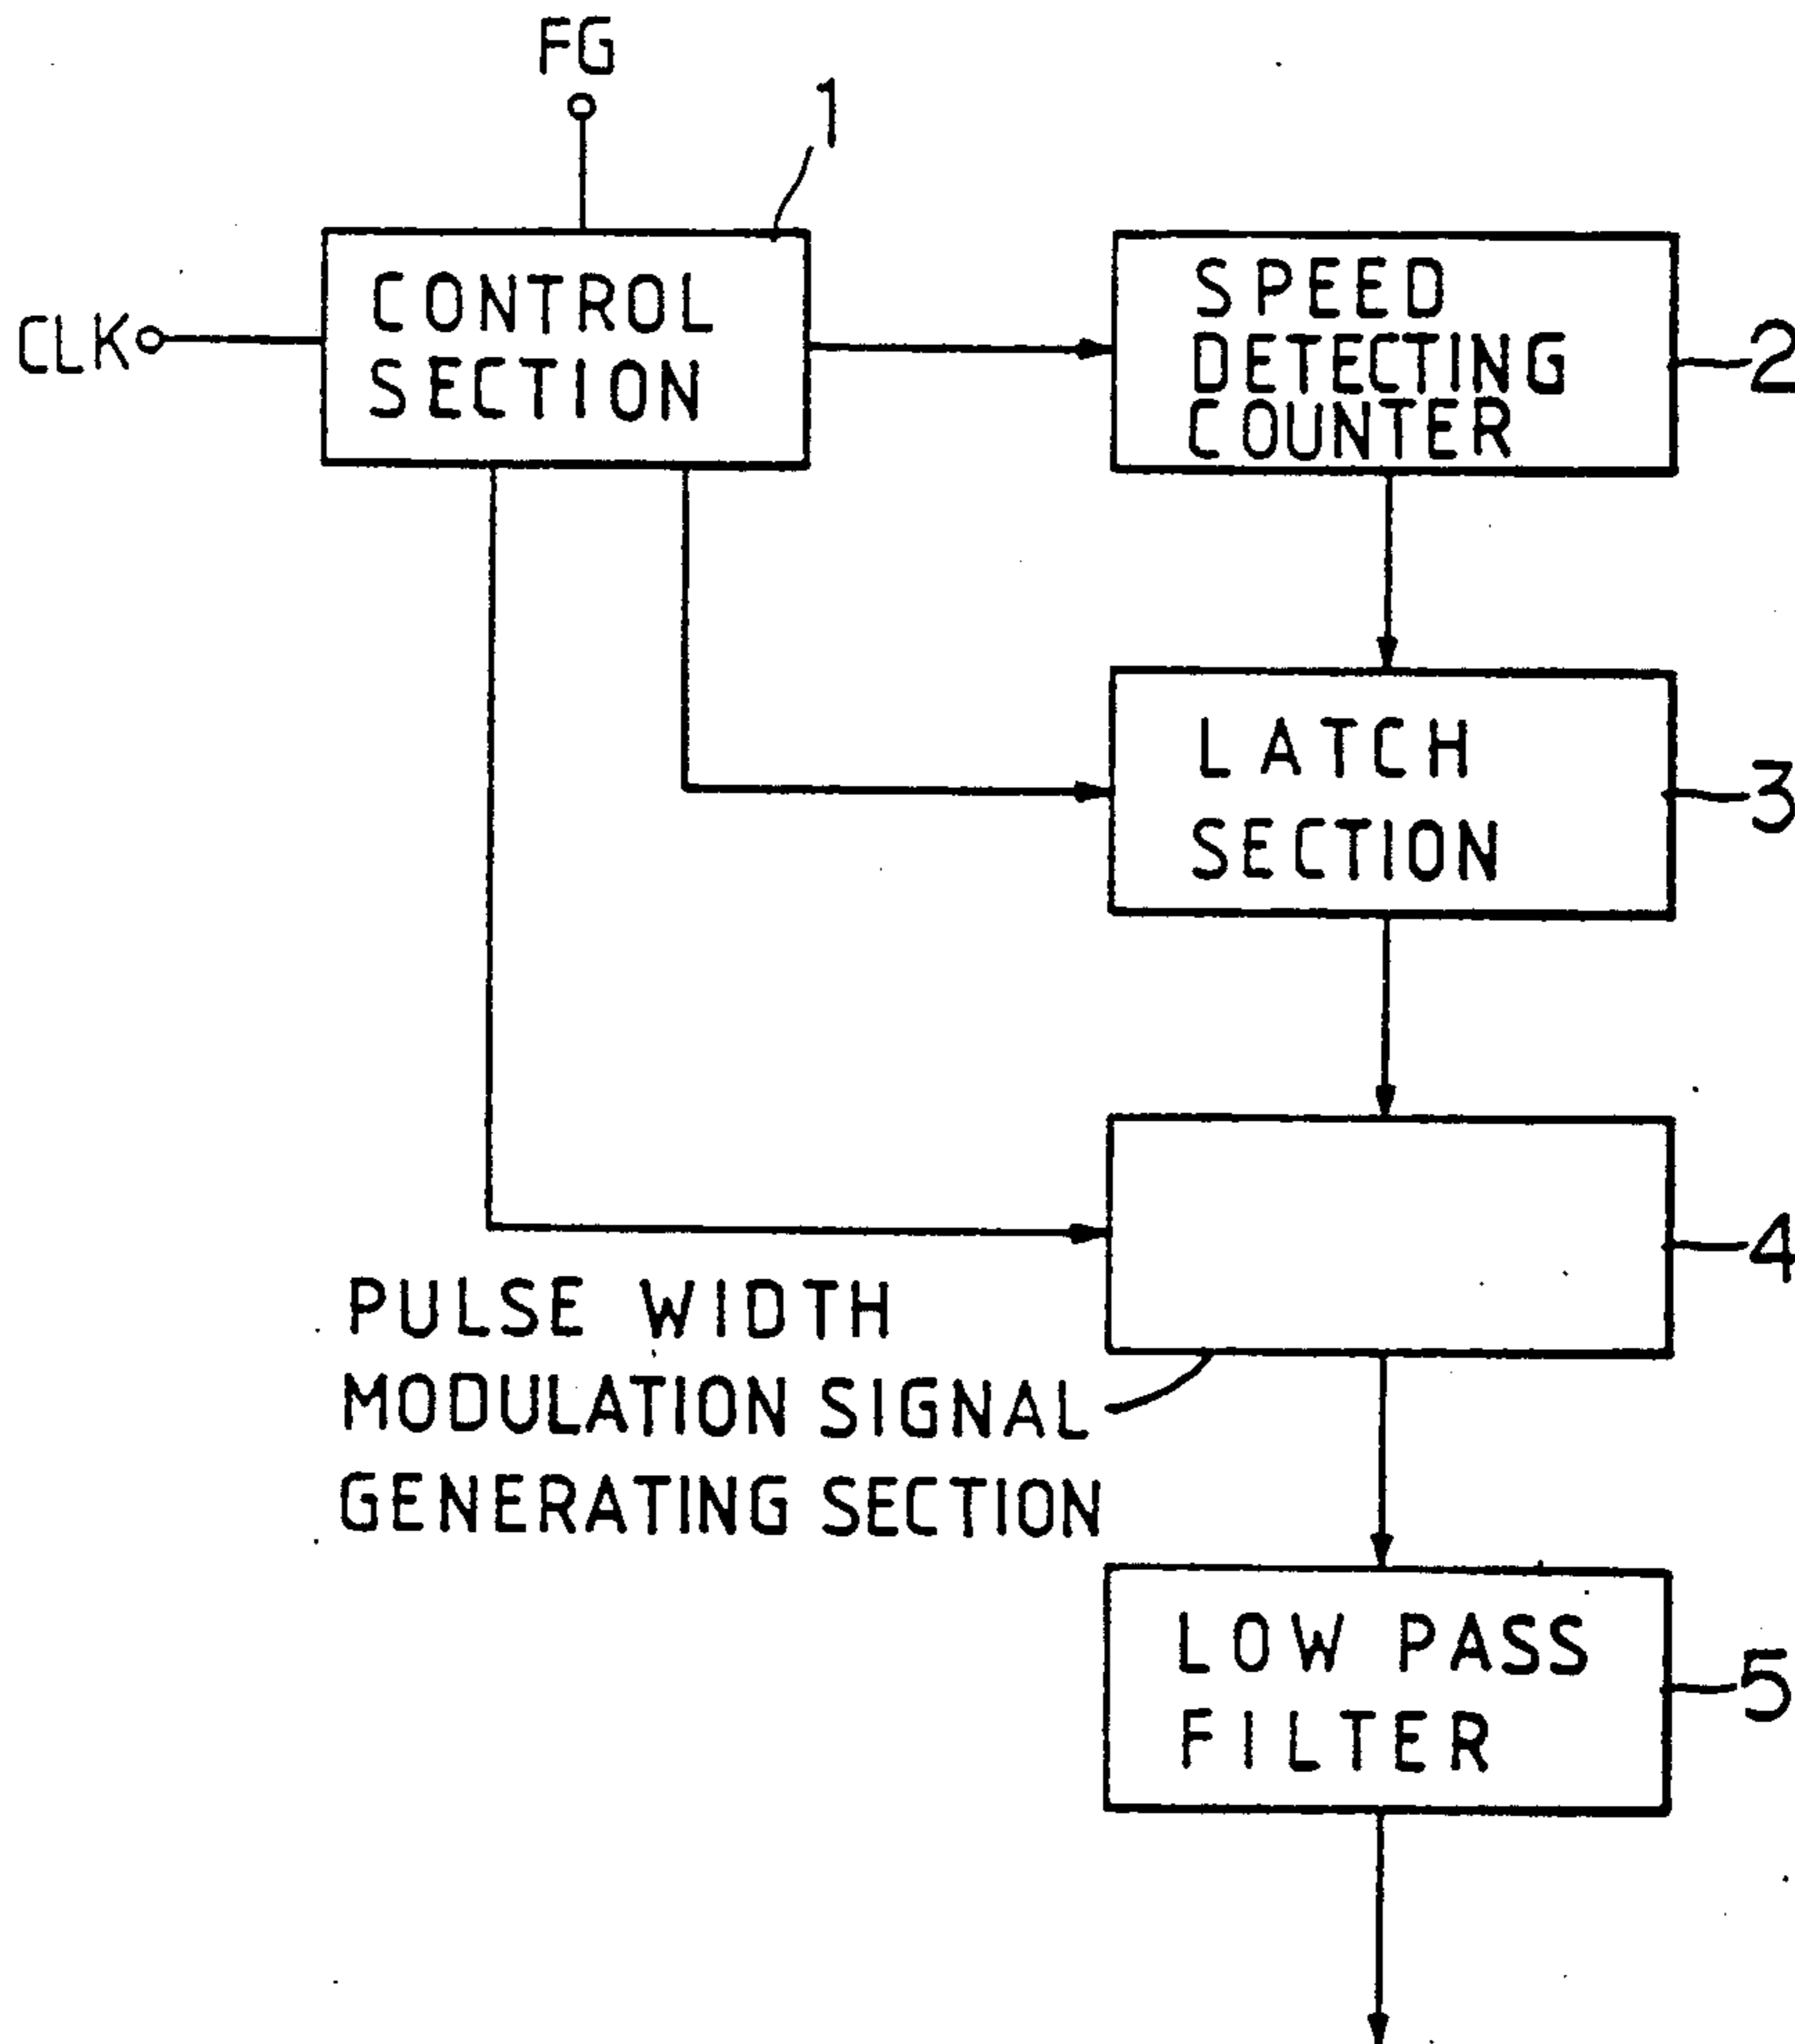 FG
1
CLK
CONTROL
SECTION
SPEED
DETECTING
COUNTER
2
LATCH
SECTION
3
4
PULSE WIDTH
MODULATION SIGNAL
GENERATING SECTION
LOW PASS
FILTER
5